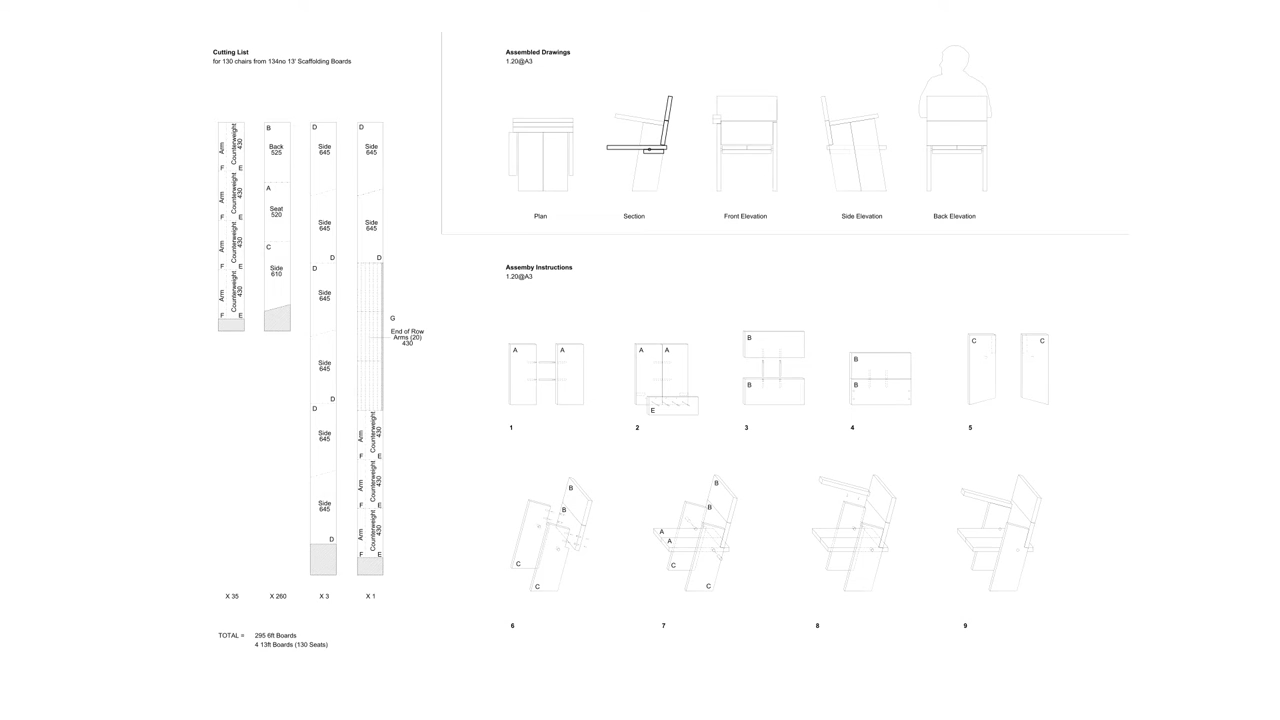 Cutting List
for 130 chairs from 134no 13' Scaffolding Boards
Arm
Counterweight
430
F
E
Arm
Counterweight
430
F
E
Arm
Counterweight
430
F
E
Arm
Counterweight
430
F
E
B
Back
525
A
Seat
520
C
Side
610
D
Side
645
Side
645
D
D
Side
645
Side
645
D
D
Side
645
Side
645
D
D
Side
645
Side
645
D
G
End of Row
Arms (20)
430
Arm
Counterweight
430
F
E
Arm
Counterweight
430
F
E
Arm
Counterweight
430
F
E
X 35
X 260
X 3
X 1
TOTAL =
295 6ft Boards
4 13ft Boards (130 Seats)
Assembled Drawings
1.20@A3
Plan
Section
Front Elevation
Side Elevation
Back Elevation
Assemby Instructions
1.20@A3
A
A
1
A
A
E
2
B
B
3
B
B
4
C
C
5
B
B
C
C
6
B
B
A
A
C
C
7
8
9